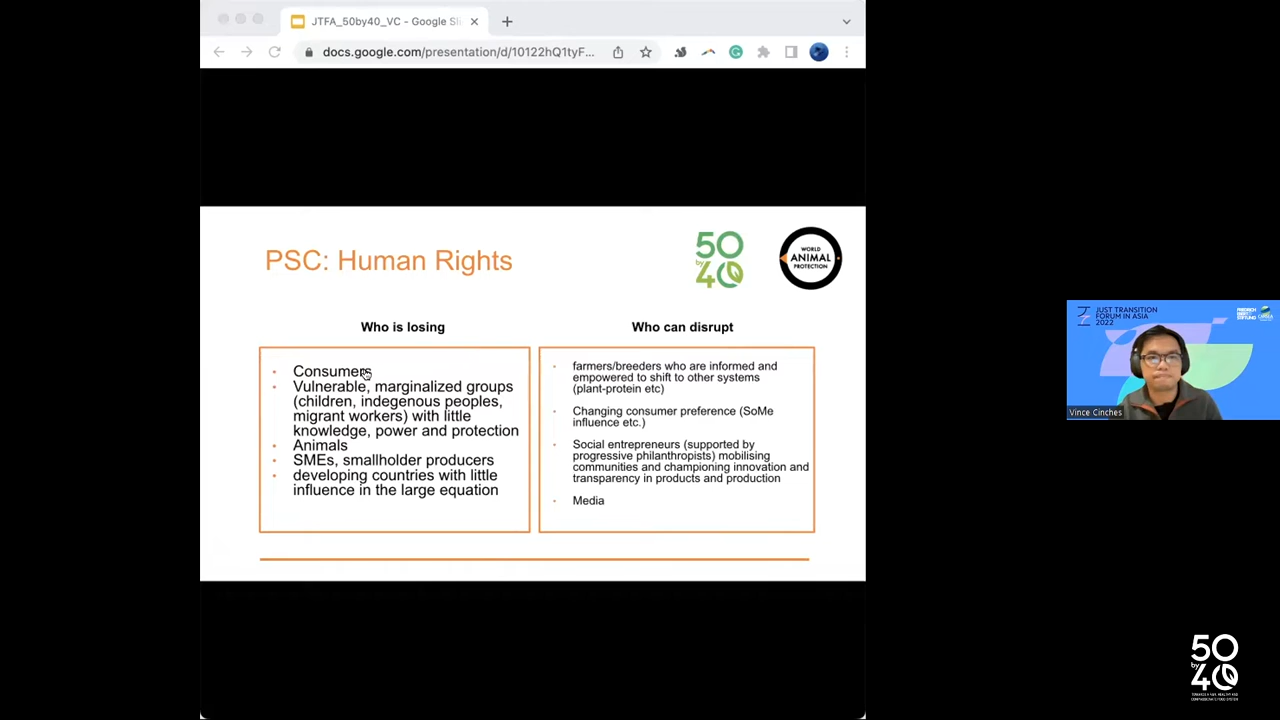 JTFA_50by40_VC - Google Sli
docs.google.com/presentation/d/10122hQ1tyF...
PSC: Human Rights
50
by
40
WORLD
ANIMAL
PROTECTION
Who is losing
Consumers
Vulnerable, marginalized groups
(children, indegenous peoples,
migrant workers) with little
knowledge, power and protection
Animals
SMEs, smallholder producers
developing countries with little
influence in the large equation
Who can disrupt
farmers/breeders who are informed and
empowered to shift to other systems
(plant-protein etc)
Changing consumer preference (SoMe
influence etc.)
Social entrepreneurs (supported by
progressive philanthropists) mobilising
communities and championing innovation and
transparency in products and production
Media
JUST TRANSITION
FORUM IN ASIA
2022
Vince Cinches
50
by
40